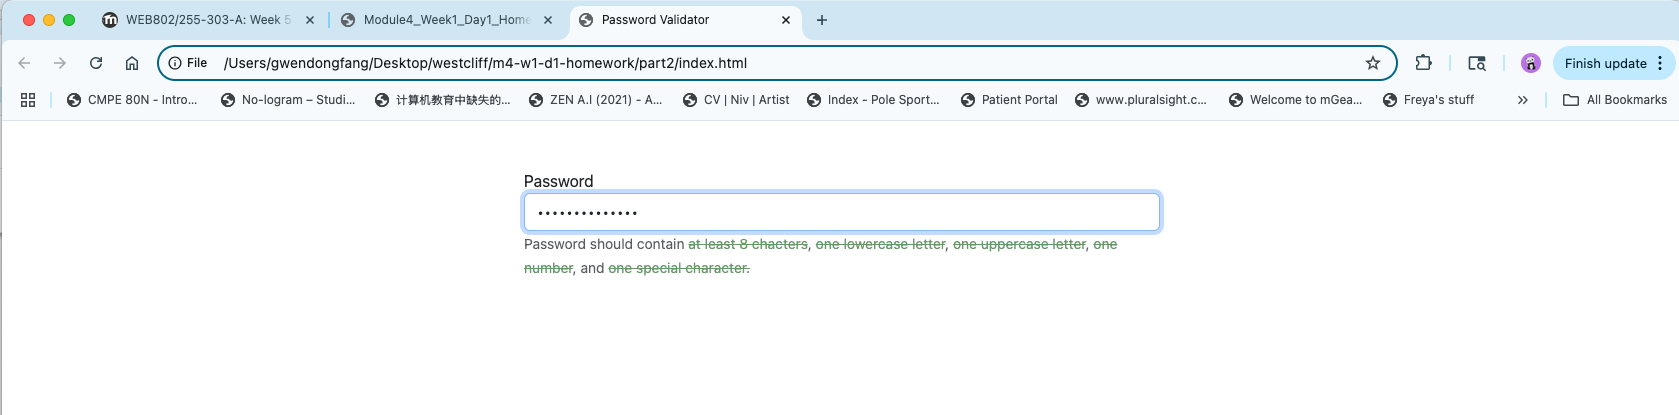 WEB802/255-303-A: Week 5
Module4_Week1_Day1_Home
Password Validator
File /Users/gwendongfang/Desktop/westcliff/m4-w1-d1-homework/part2/index.html
Finish update
CMPE 80N - Intro...
No-logram – Studi...
计算机教育中缺失的...
ZEN A.I (2021) - A...
CV | Niv | Artist
Index - Pole Sport...
Patient Portal
www.pluralsight.c...
Welcome to mGea...
Freya's stuff
All Bookmarks
Password
••••••••••••••
Password should contain at least 8 chacters, one lowercase letter, one uppercase letter, one
number, and one special character.